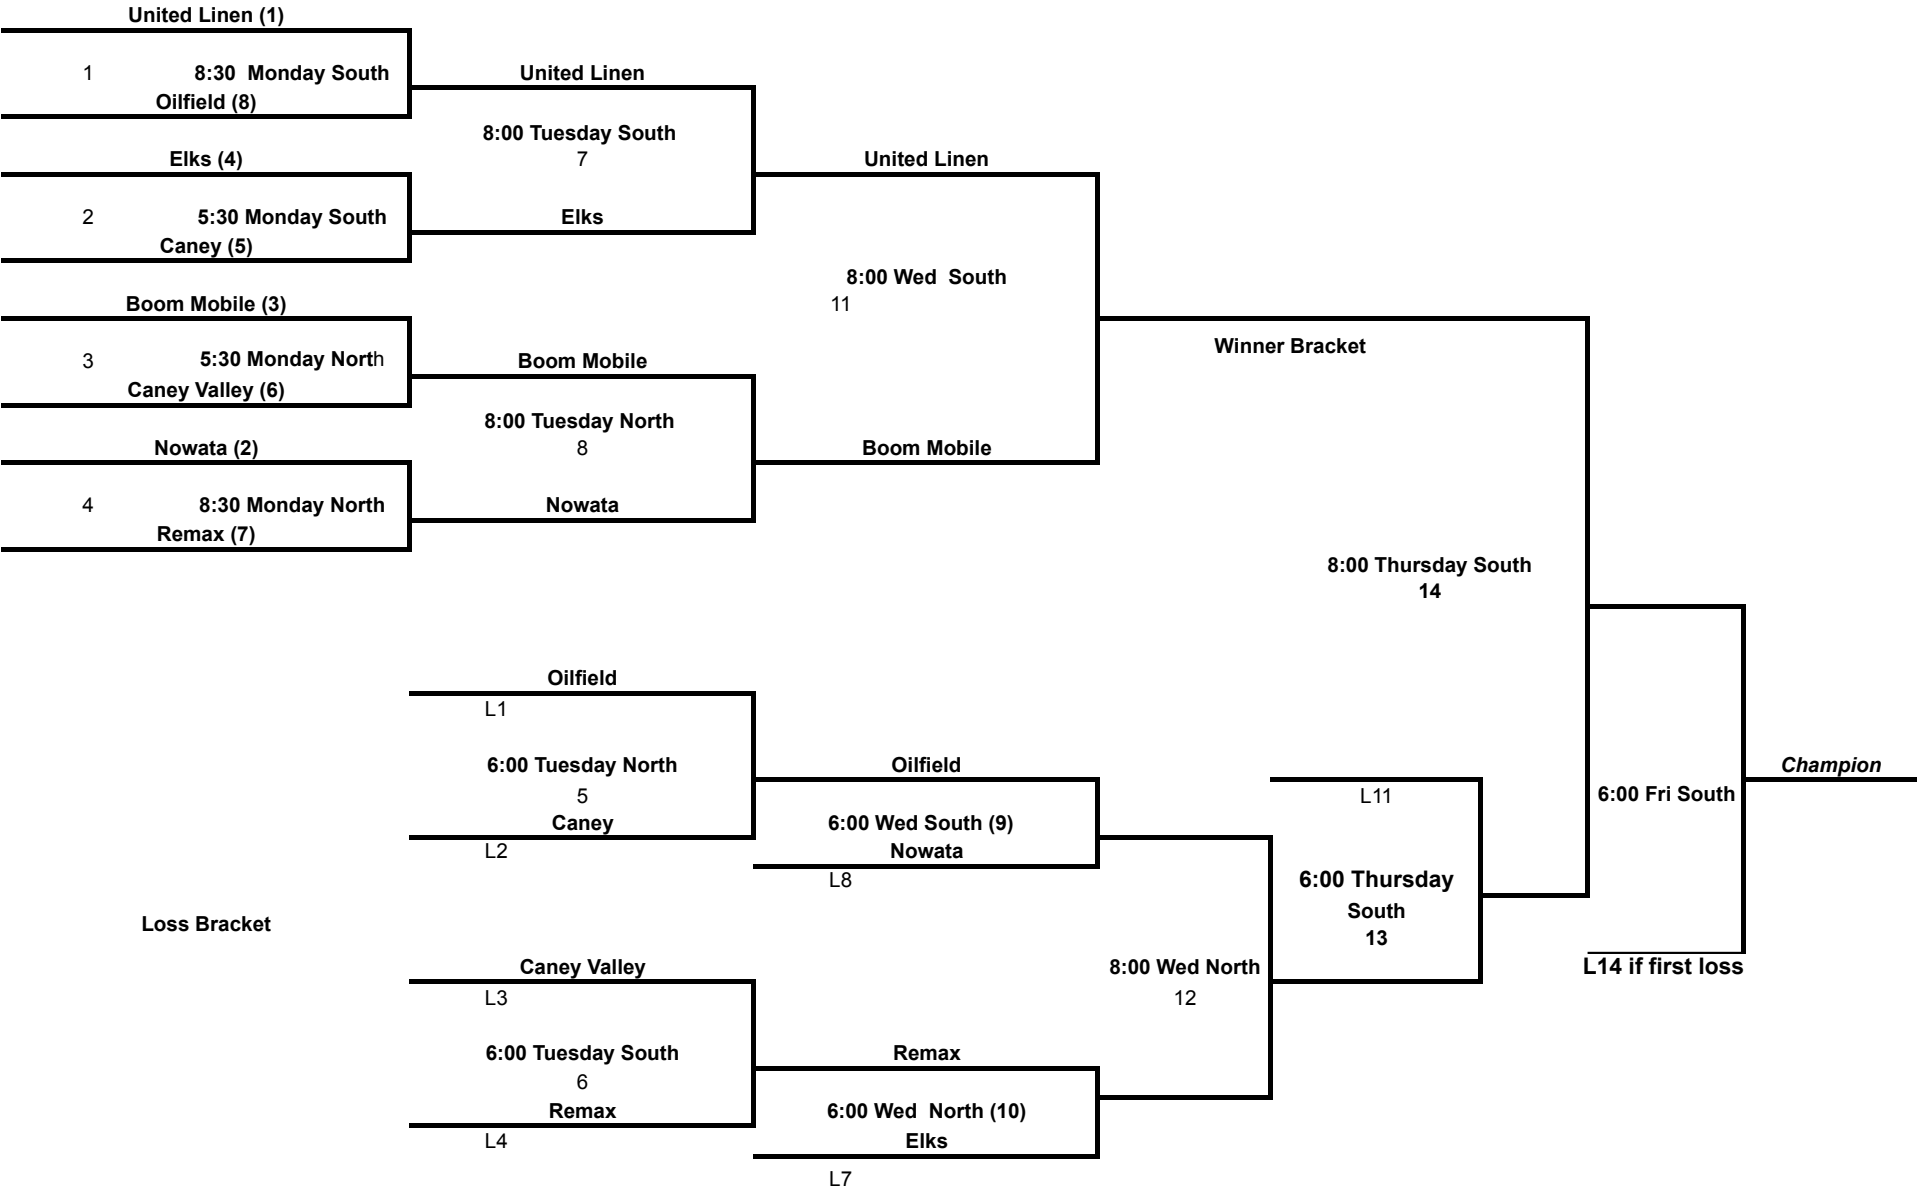 United Linen (1)
1 8:30 Monday South
Oilfield (8)
Elks (4)
2 5:30 Monday South
Caney (5)
Boom Mobile (3)
3 5:30 Monday North
Caney Valley (6)
Nowata (2)
4 8:30 Monday North
Remax (7)
United Linen
8:00 Tuesday South
7
Elks
Boom Mobile
8:00 Tuesday North
8
Nowata
United Linen
8:00 Wed South
11
Boom Mobile
Winner Bracket
8:00 Thursday South
14
Loss Bracket
Oilfield
L1
6:00 Tuesday North
5
Caney
L2
Caney Valley
L3
6:00 Tuesday South
6
Remax
L4
Oilfield
6:00 Wed South (9)
Nowata
L8
Remax
6:00 Wed North (10)
Elks
L7
8:00 Wed North
12
L11
6:00 Thursday
South
13
6:00 Fri South
L14 if first loss
Champion